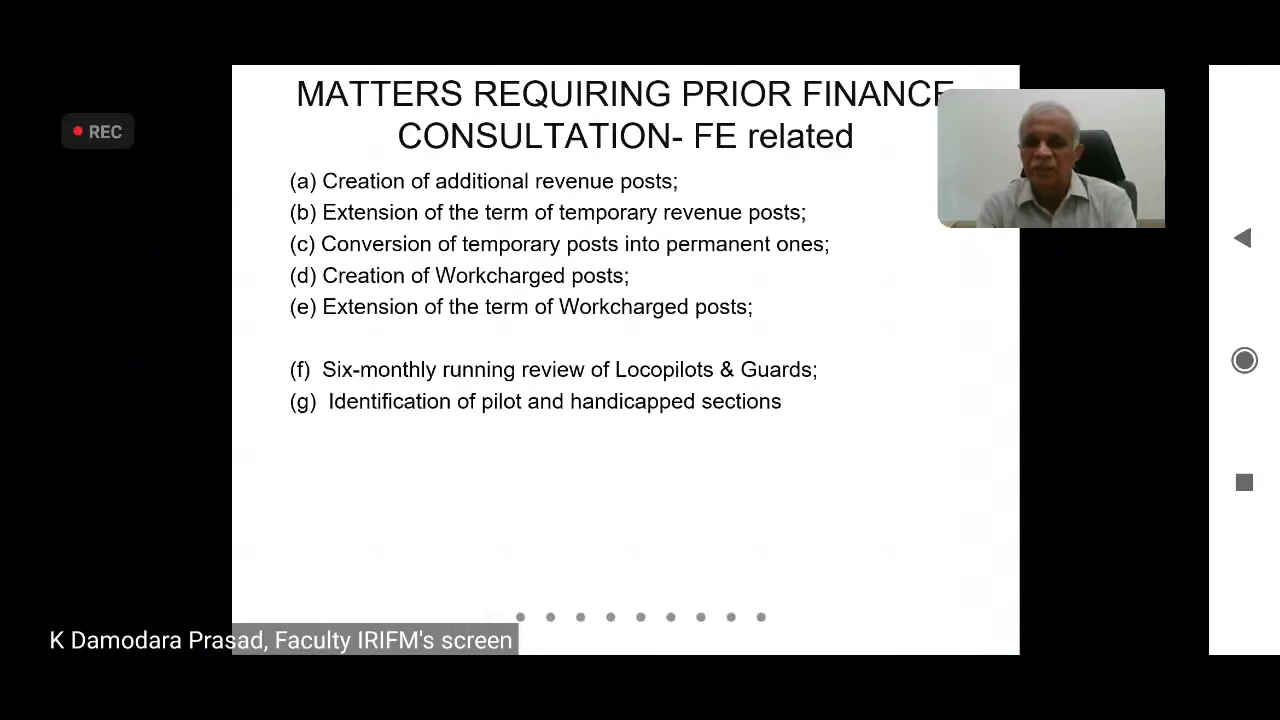 MATTERS REQUIRING PRIOR FINANCE
CONSULTATION- FE related
REC
(a) Creation of additional revenue posts;
(b) Extension of the term of temporary revenue posts;
(c) Conversion of temporary posts into permanent ones;
(d) Creation of Workcharged posts;
(e) Extension of the term of Workcharged posts;
(f) Six-monthly running review of Locopilots & Guards;
(g) Identification of pilot and handicapped sections
K Damodara Prasad, Faculty IRIFM's screen